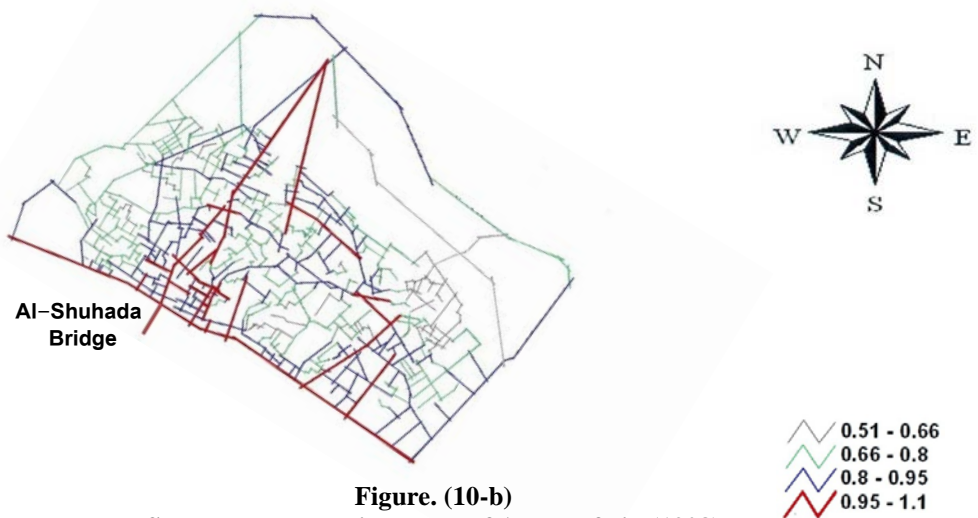 N
W E
S
Al-Shuhada
Bridge
0.51 - 0.66
0.66 - 0.8
0.8 - 0.95
0.95 - 1.1
Figure. (10-b)